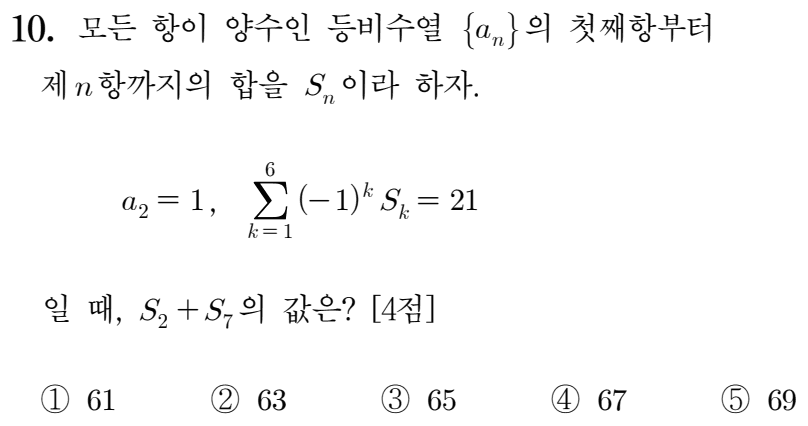 10. 모든 항이 양수인 등비수열 {aₙ}의 첫째항부터
제n항까지의 합을 Sₙ이라 하자.
a₂ = 1, ∑_{k=1}^{6} (−1)^k S_k = 21
일 때, S₂ + S₇의 값은? [4점]
① 61 ② 63 ③ 65 ④ 67 ⑤ 69